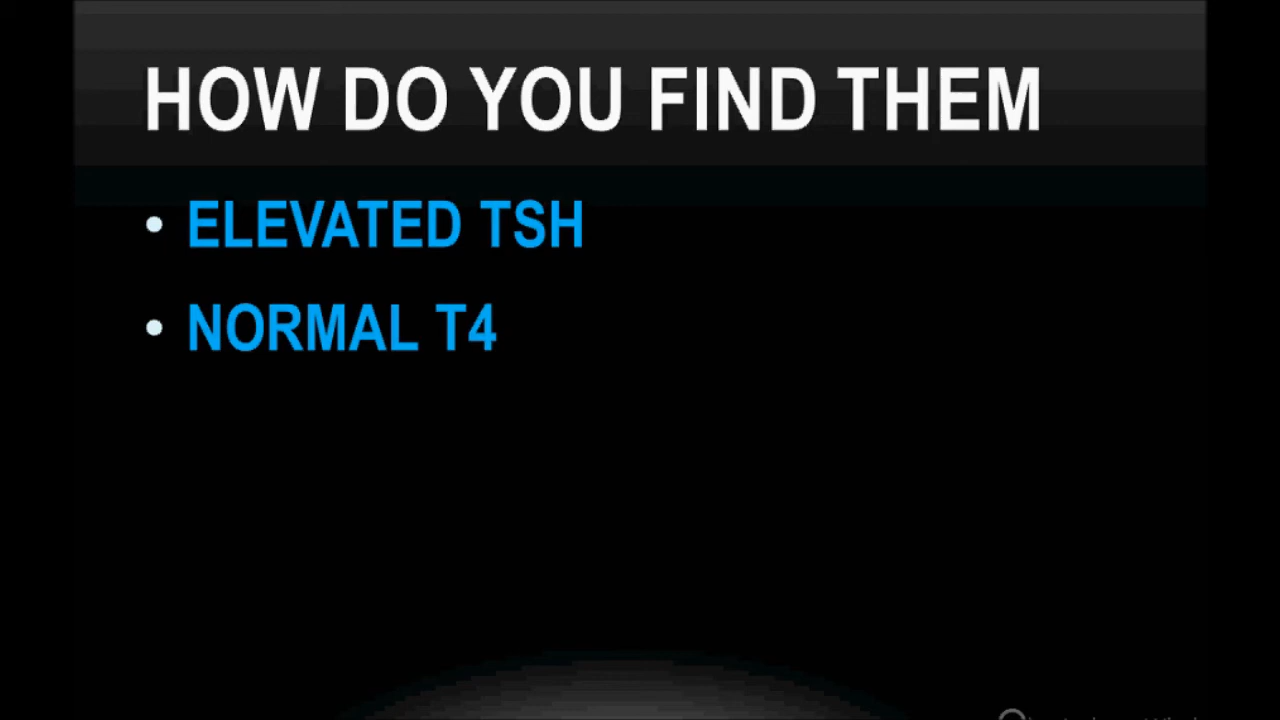 HOW DO YOU FIND THEM
• ELEVATED TSH
• NORMAL T4